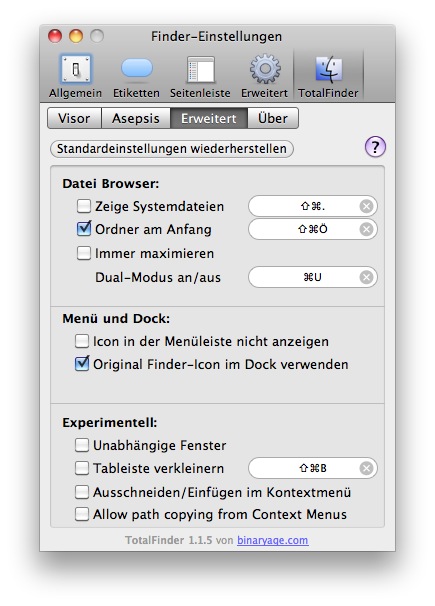 Finder-Einstellungen
Allgemein Etiketten Seitenleiste Erweitert TotalFinder
Visor Asepsis Erweitert Über
Standardeinstellungen wiederherstellen ?
Datei Browser:
Zeige Systemdateien ⇧⌘.
Ordner am Anfang ⇧⌘Ö
Immer maximieren
Dual-Modus an/aus ⌘U
Menü und Dock:
Icon in der Menüleiste nicht anzeigen
Original Finder-Icon im Dock verwenden
Experimentell:
Unabhängige Fenster
Tableiste verkleinern ⇧⌘B
Ausschneiden/Einfügen im Kontextmenü
Allow path copying from Context Menus
TotalFinder 1.1.5 von binaryage.com